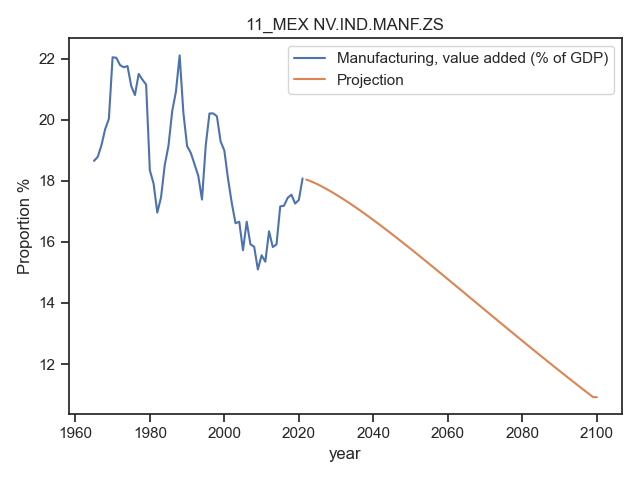 11_MEX NV.IND.MANF.ZS
Manufacturing, value added (% of GDP)
Projection
Proportion %
22
20
18
16
14
12
1960 1980 2000 2020 2040 2060 2080 2100
year